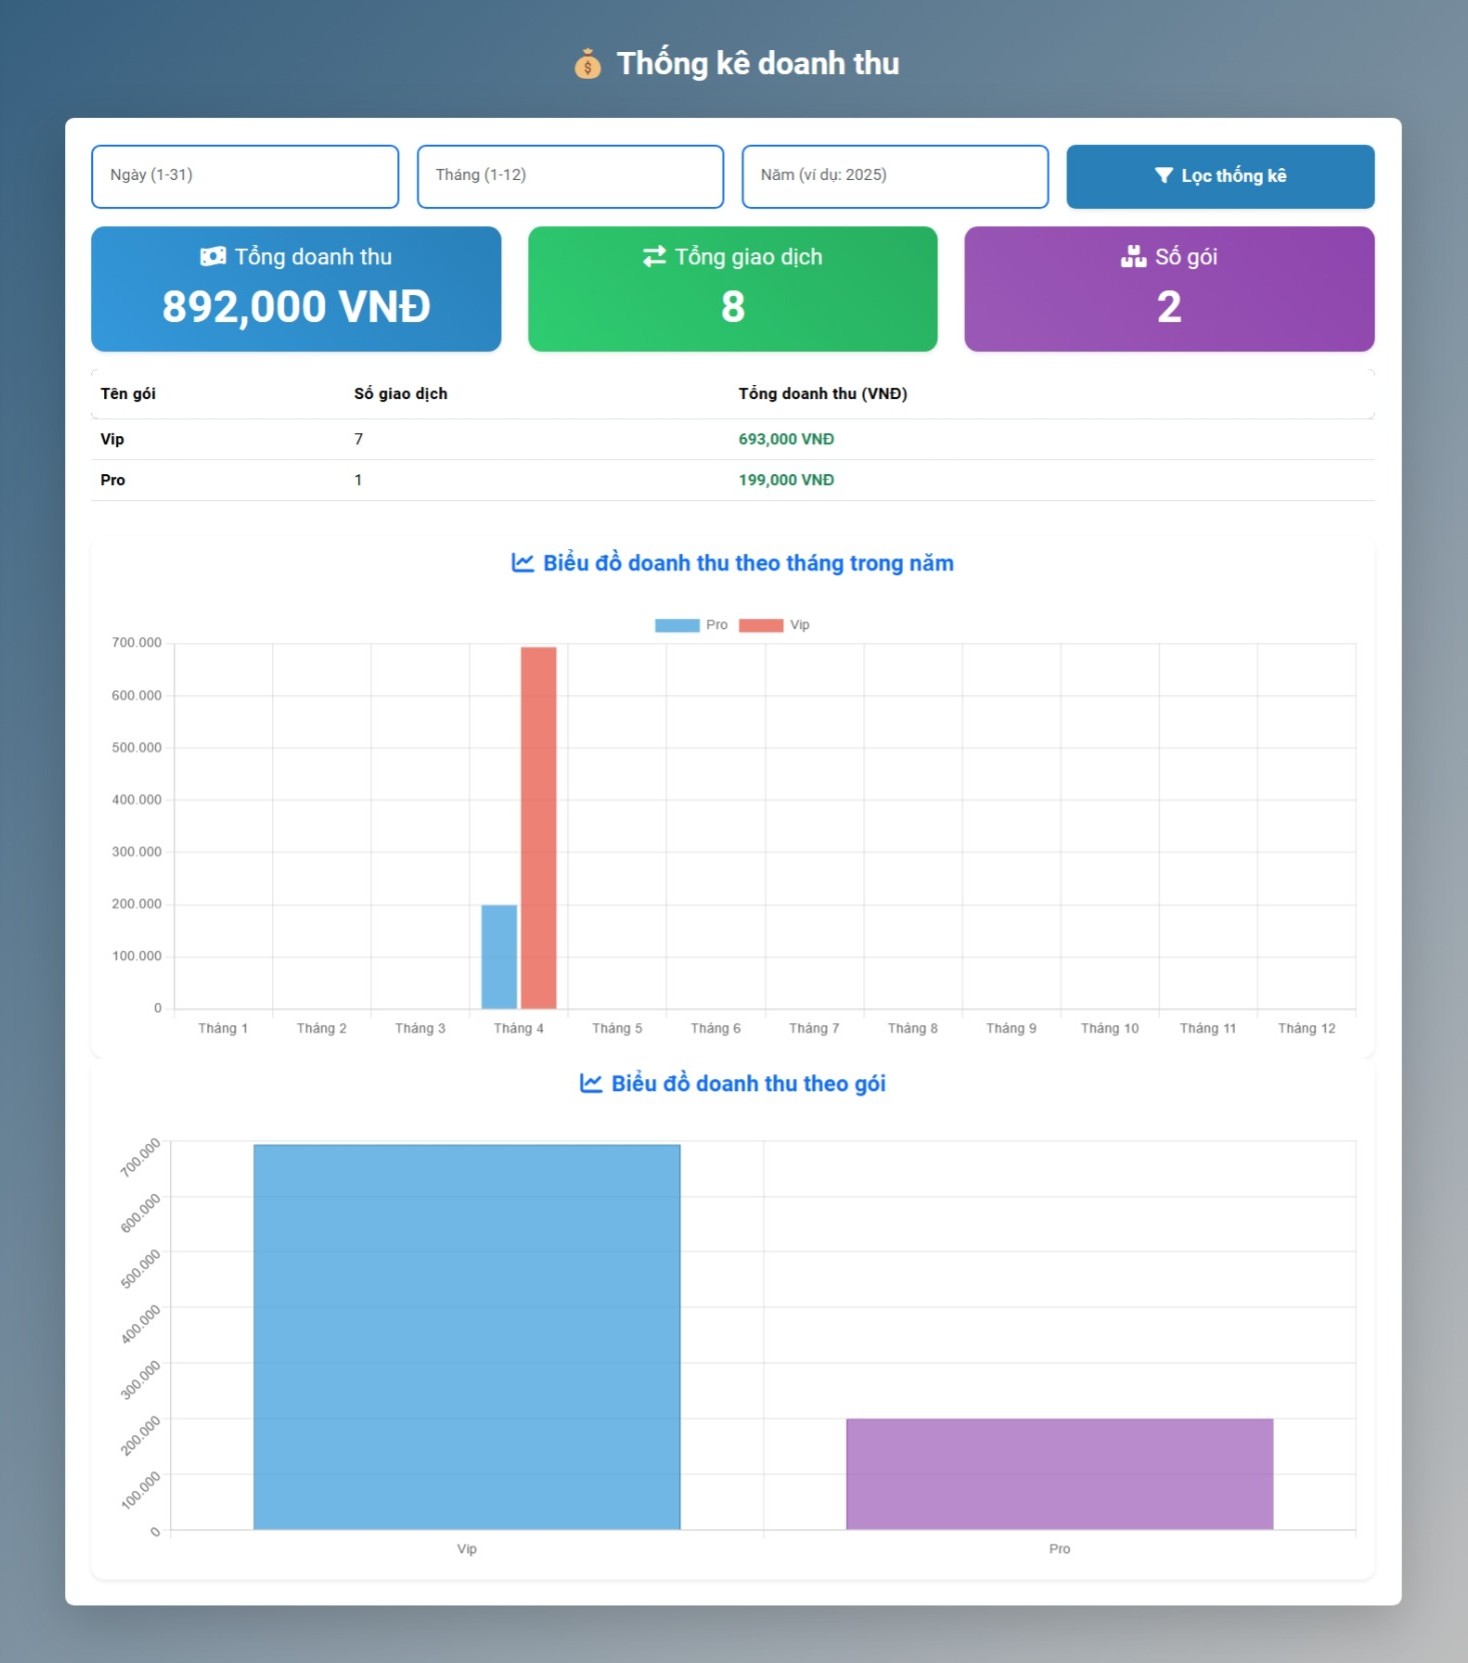 Thống kê doanh thu
Ngày (1-31)
Tháng (1-12)
Năm (ví dụ: 2025)
Lọc thống kê
Tổng doanh thu
892,000 VNĐ
Tổng giao dịch
8
Số gói
2
Tên gói Số giao dịch Tổng doanh thu (VNĐ)
Vip 7 693,000 VNĐ
Pro 1 199,000 VNĐ
Biểu đồ doanh thu theo tháng trong năm
Pro Vip
700.000
600.000
500.000
400.000
300.000
200.000
100.000
0
Tháng 1 Tháng 2 Tháng 3 Tháng 4 Tháng 5 Tháng 6 Tháng 7 Tháng 8 Tháng 9 Tháng 10 Tháng 11 Tháng 12
Biểu đồ doanh thu theo gói
700.000
600.000
500.000
400.000
300.000
200.000
100.000
0
Vip Pro